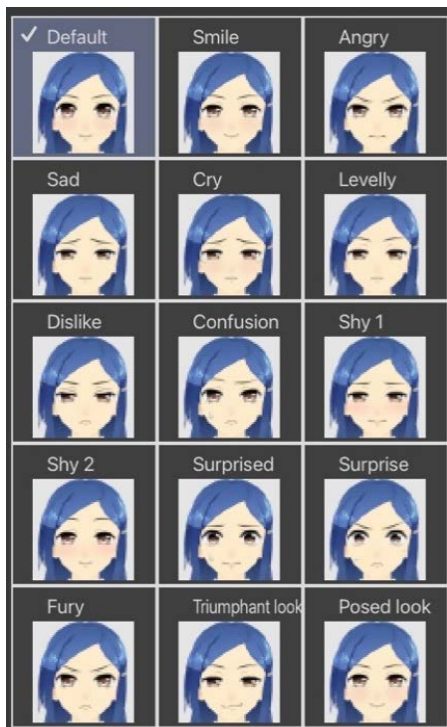 Default
Smile
Angry
Sad
Cry
Levelly
Dislike
Confusion
Shy 1
Shy 2
Surprised
Surprise
Fury
Triumphant look
Posed look